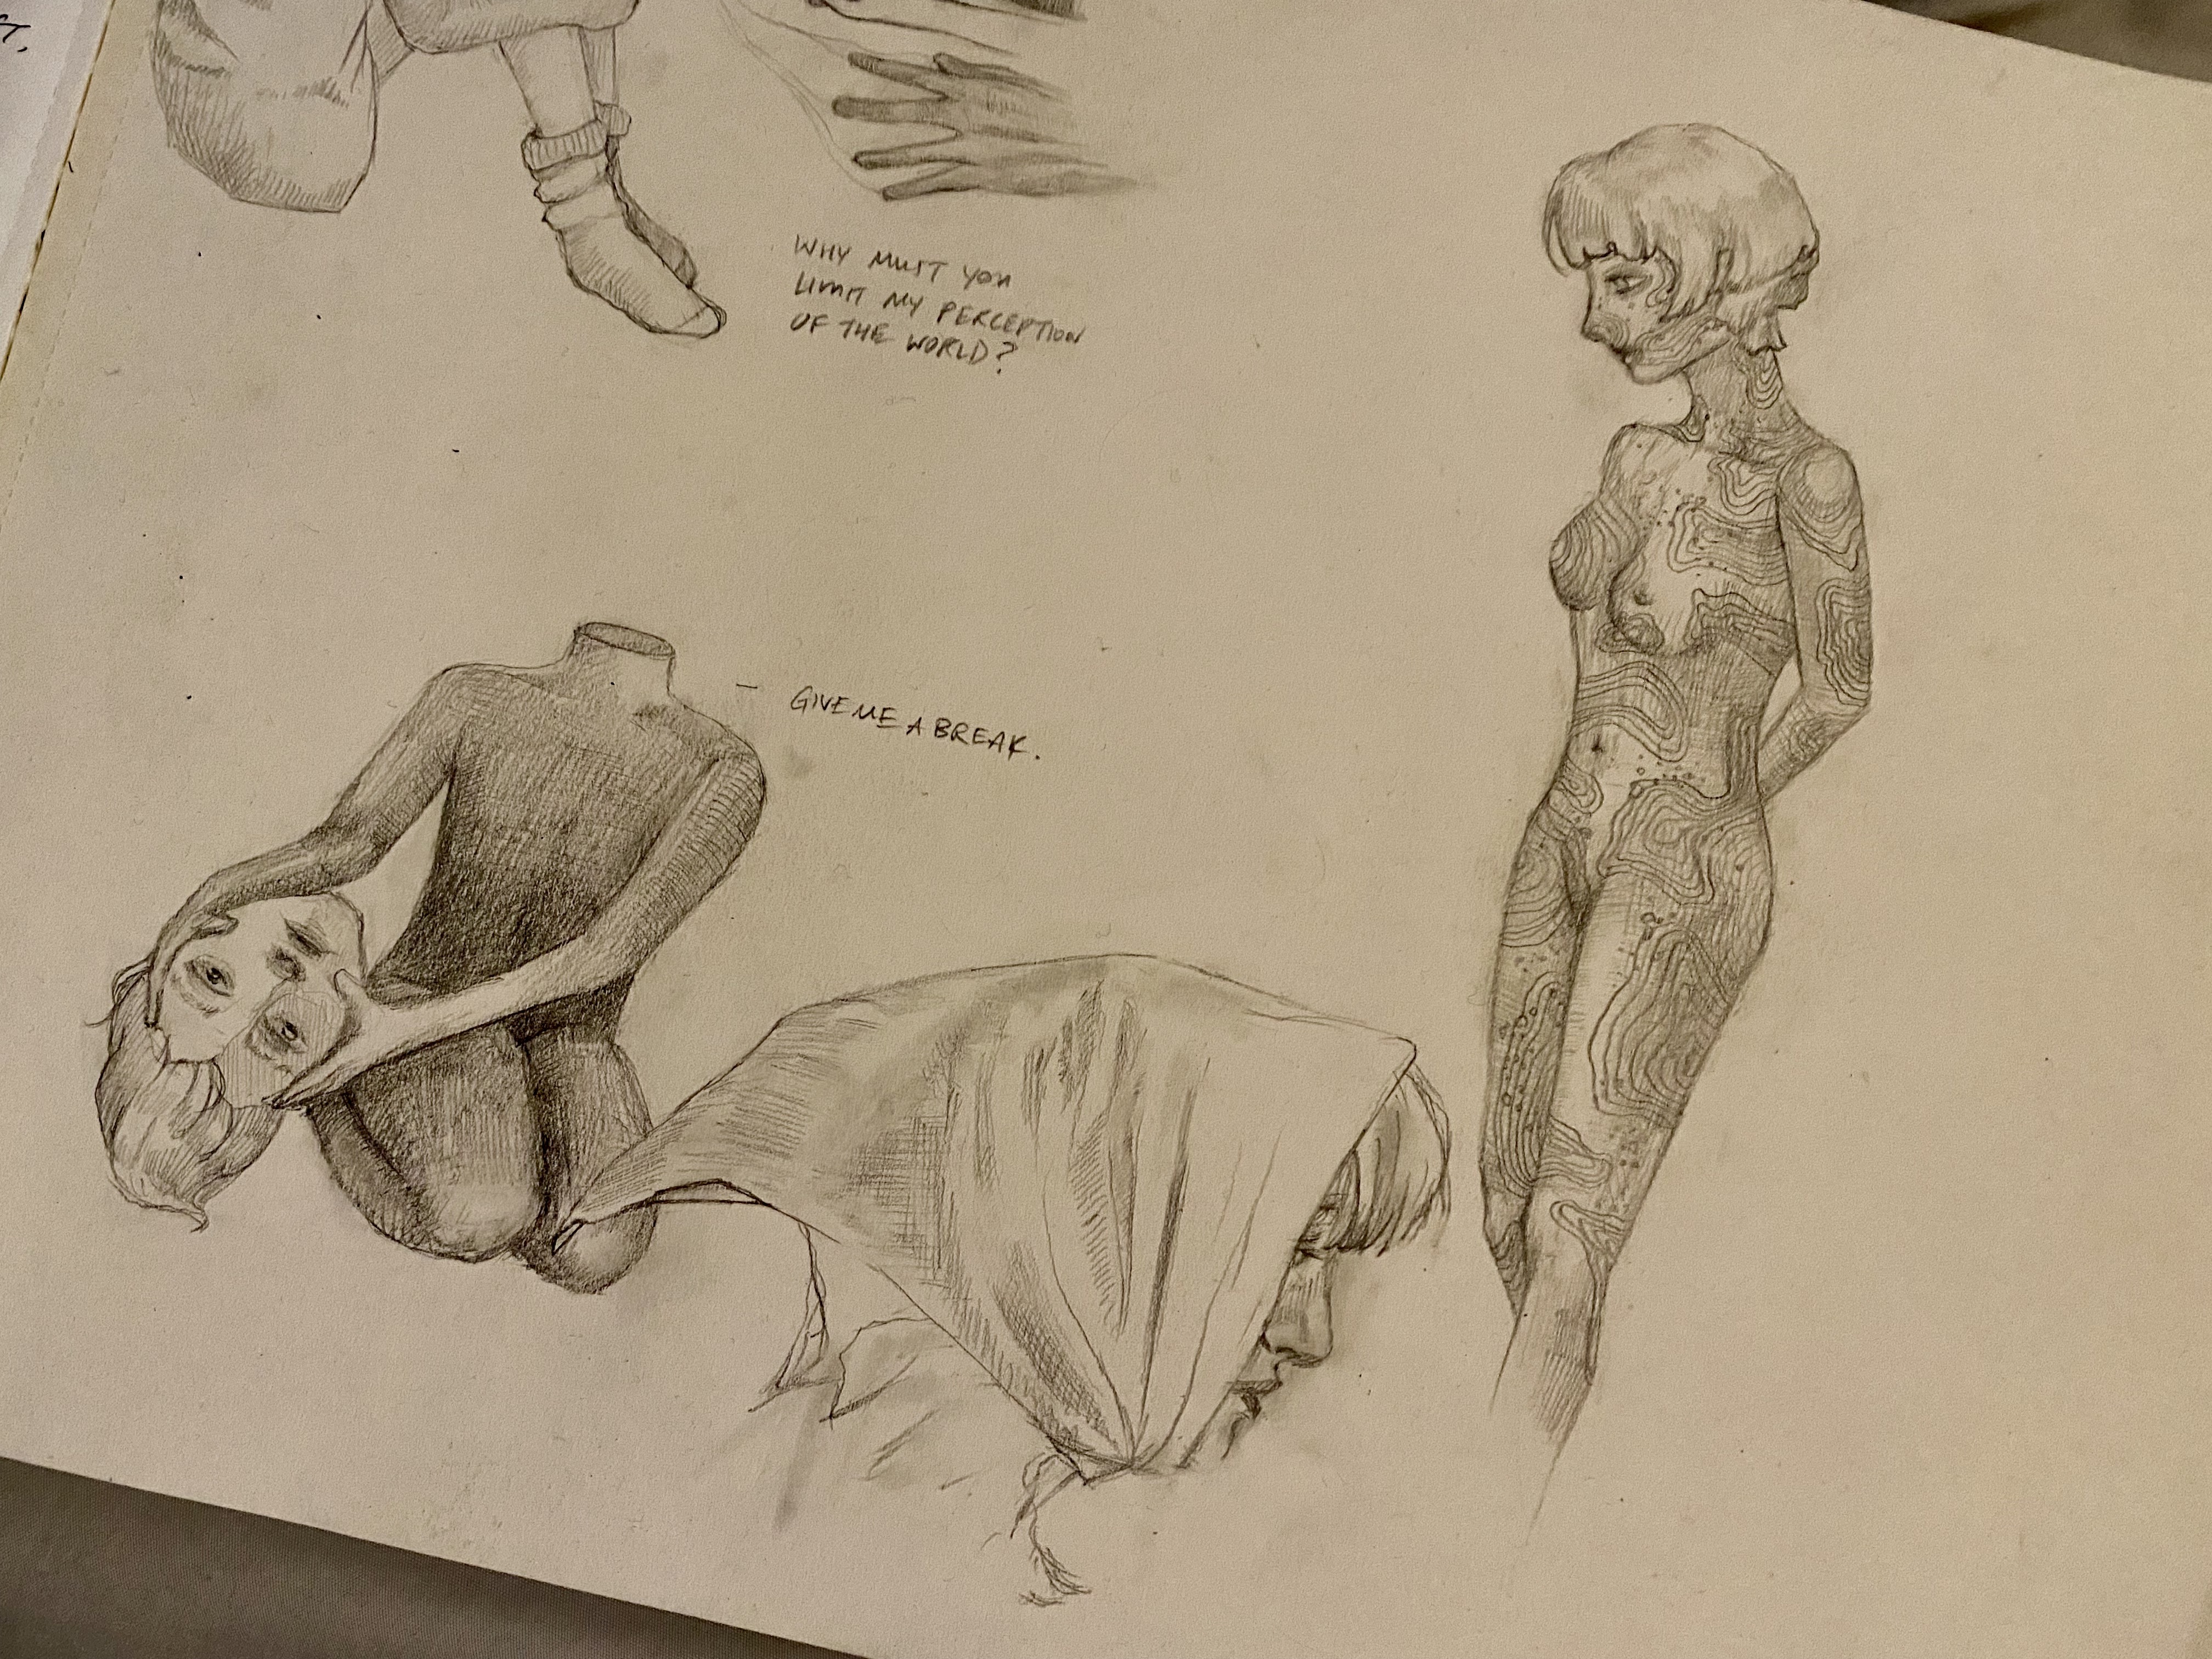 WHY MUST YOU
LIMIT MY PERCEPTION
OF THE WORLD?
— GIVE ME A BREAK.